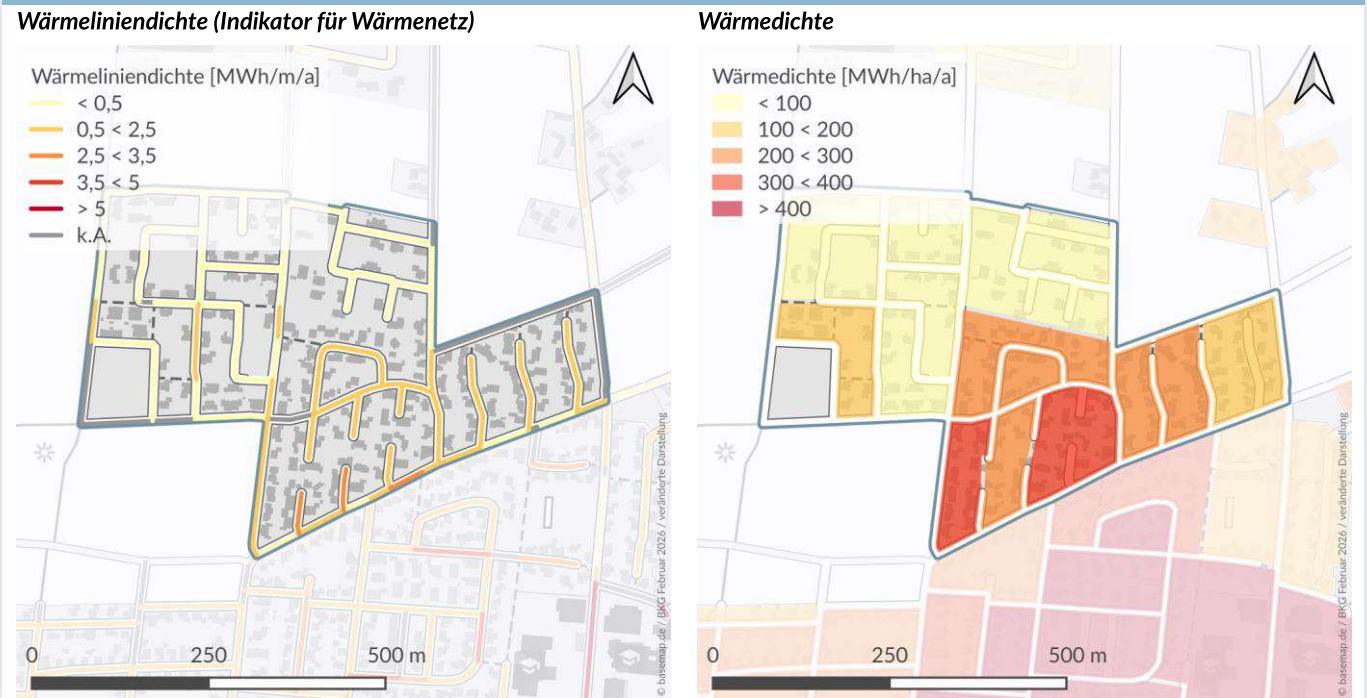 Wärmeliniendichte (Indikator für Wärmenetz)
Wärmeliniendichte [MWh/m/a]
< 0,5
0,5 < 2,5
2,5 < 3,5
3,5 < 5
> 5
k.A.
0 250 500 m
© basemap.de / BKG Februar 2026 / veränderte Darstellung
Wärmedichte
Wärmedichte [MWh/ha/a]
< 100
100 < 200
200 < 300
300 < 400
> 400
0 250 500 m
© basemap.de / BKG Februar 2026 / veränderte Darstellung